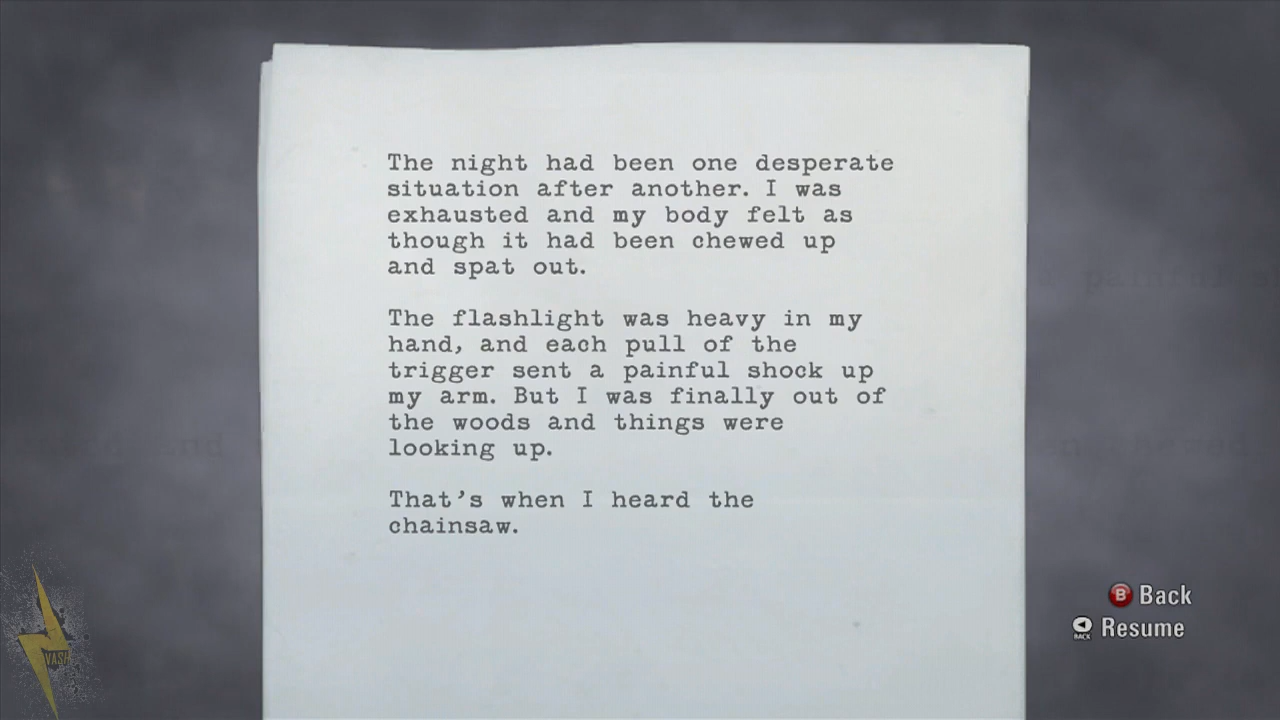 The night had been one desperate
situation after another. I was
exhausted and my body felt as
though it had been chewed up
and spat out.
The flashlight was heavy in my
hand, and each pull of the
trigger sent a painful shock up
my arm. But I was finally out of
the woods and things were
looking up.
That's when I heard the
chainsaw.
B Back
BACK Resume
VASH